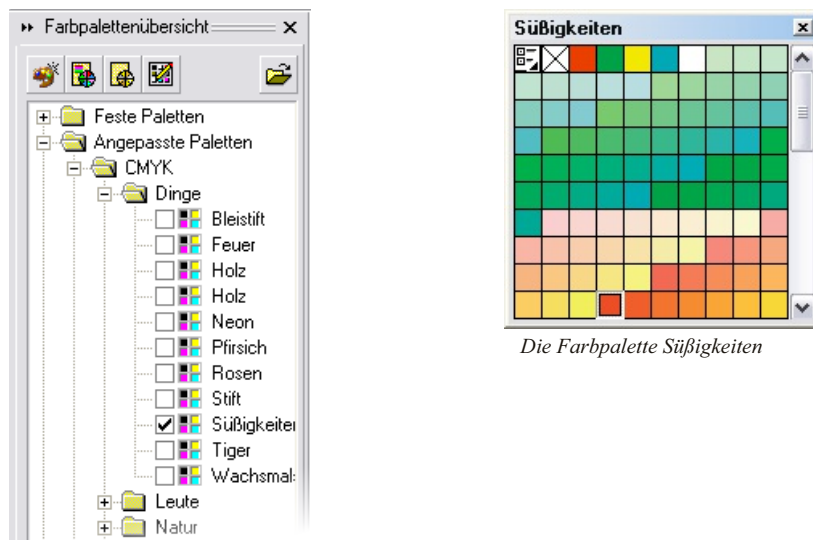 Farbpalettenübersicht
Feste Paletten
Angepasste Paletten
CMYK
Dinge
Bleistift
Feuer
Holz
Holz
Neon
Pfirsich
Rosen
Stift
Süßigkeiten
Tiger
Wachsmals
Leute
Natur
Süßigkeiten
Die Farbpalette Süßigkeiten